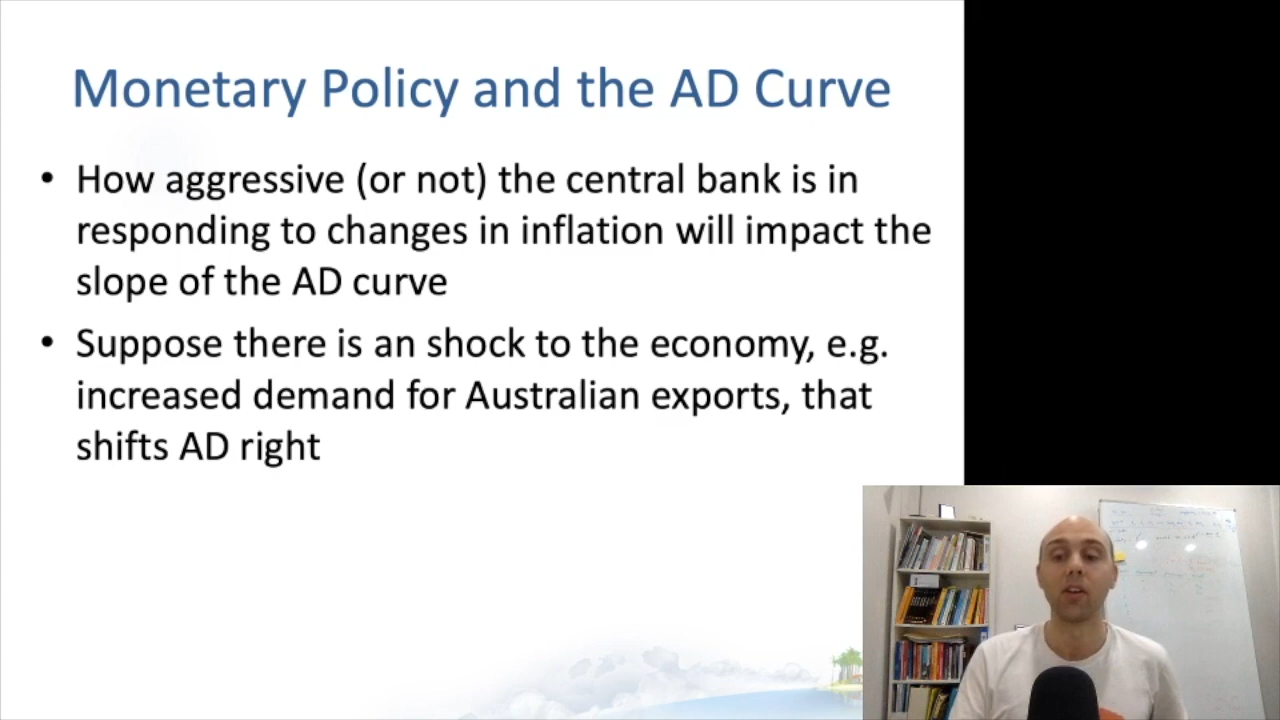 Monetary Policy and the AD Curve
• How aggressive (or not) the central bank is in
responding to changes in inflation will impact the
slope of the AD curve
• Suppose there is an shock to the economy, e.g.
increased demand for Australian exports, that
shifts AD right